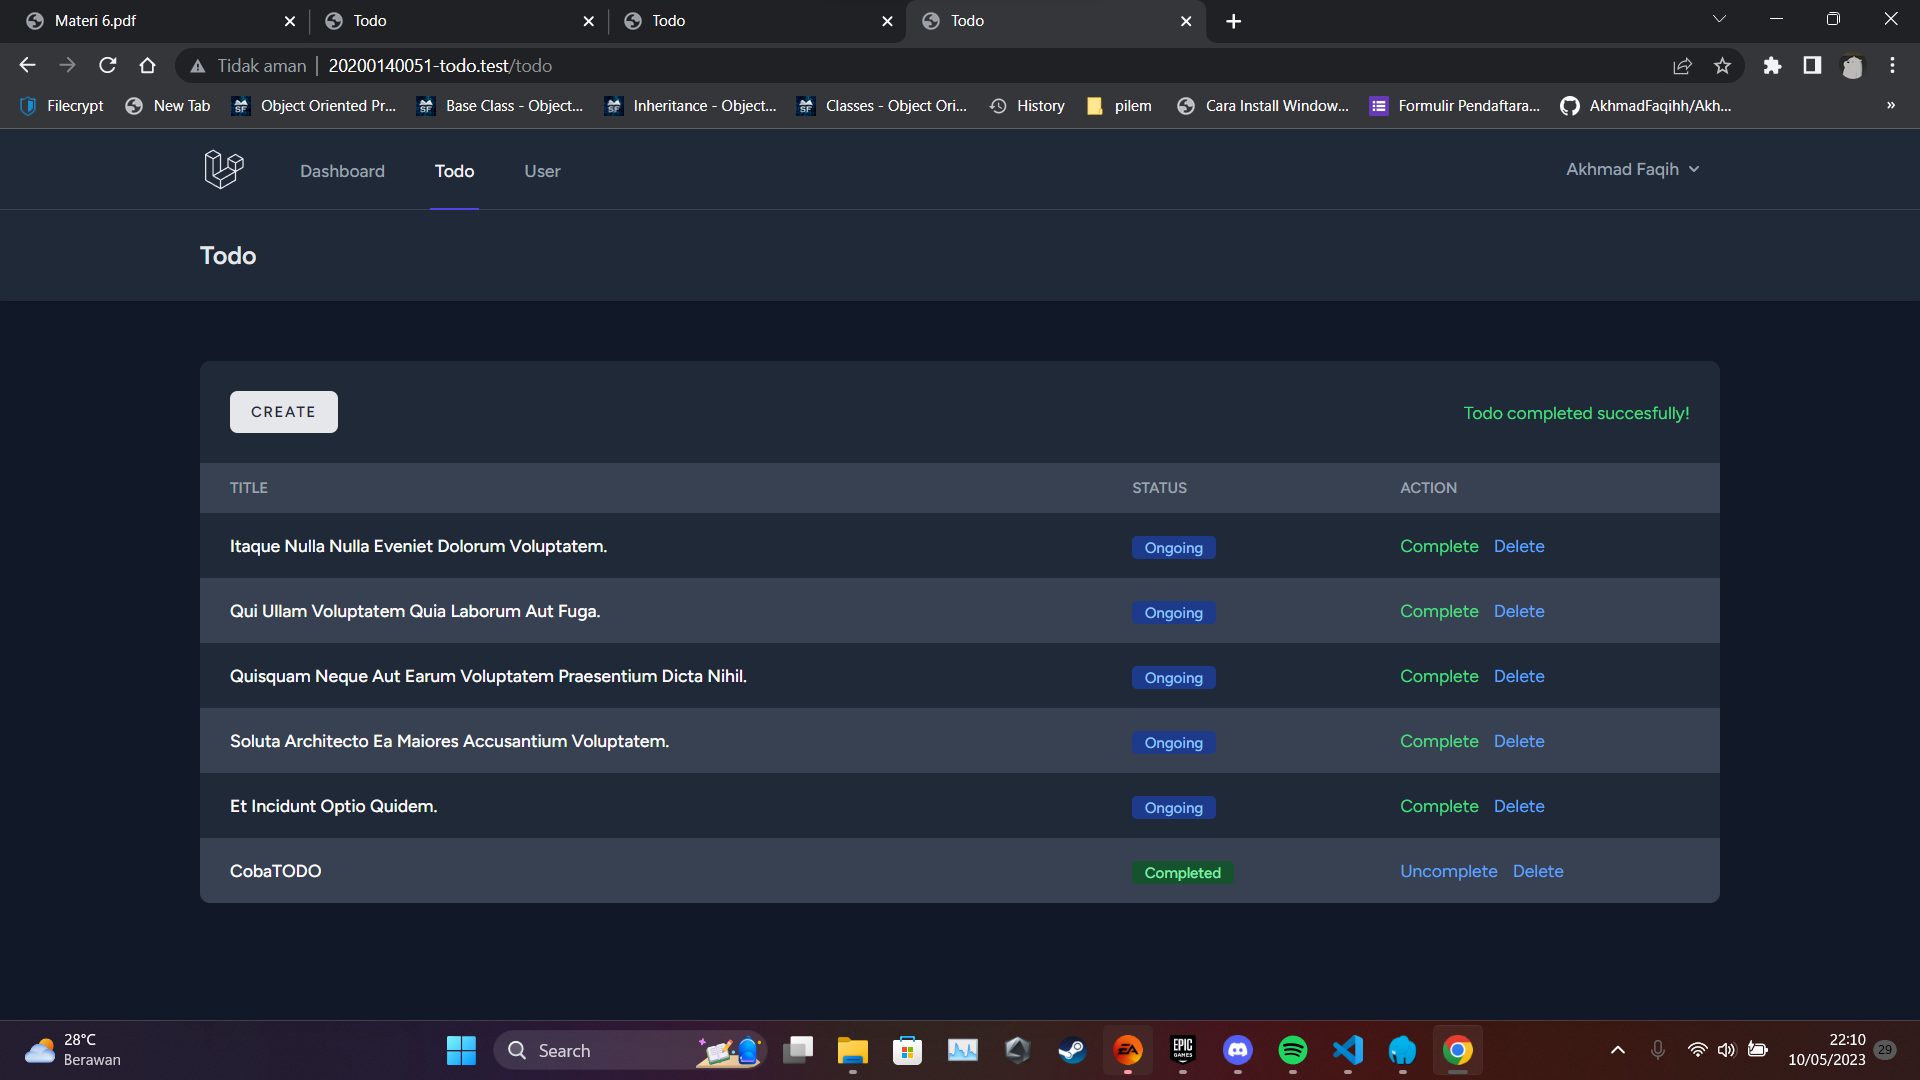 Materi 6.pdf
Todo
Todo
Todo
Tidak aman
20200140051-todo.test/todo
Filecrypt
New Tab
Object Oriented Pr...
Base Class - Object...
Inheritance - Object...
Classes - Object Ori...
History
pilem
Cara Install Window...
Formulir Pendaftara...
AkhmadFaqihh/Akh...
»
Dashboard
Todo
User
Akhmad Faqih
Todo
CREATE
Todo completed succesfully!
TITLE STATUS ACTION
Itaque Nulla Nulla Eveniet Dolorum Voluptatem. Ongoing Complete Delete
Qui Ullam Voluptatem Quia Laborum Aut Fuga. Ongoing Complete Delete
Quisquam Neque Aut Earum Voluptatem Praesentium Dicta Nihil. Ongoing Complete Delete
Soluta Architecto Ea Maiores Accusantium Voluptatem. Ongoing Complete Delete
Et Incidunt Optio Quidem. Ongoing Complete Delete
CobaTODO Completed Uncomplete Delete
28°C
Berawan
Search
EA
EPIC
GAMES
22:10
10/05/2023
29